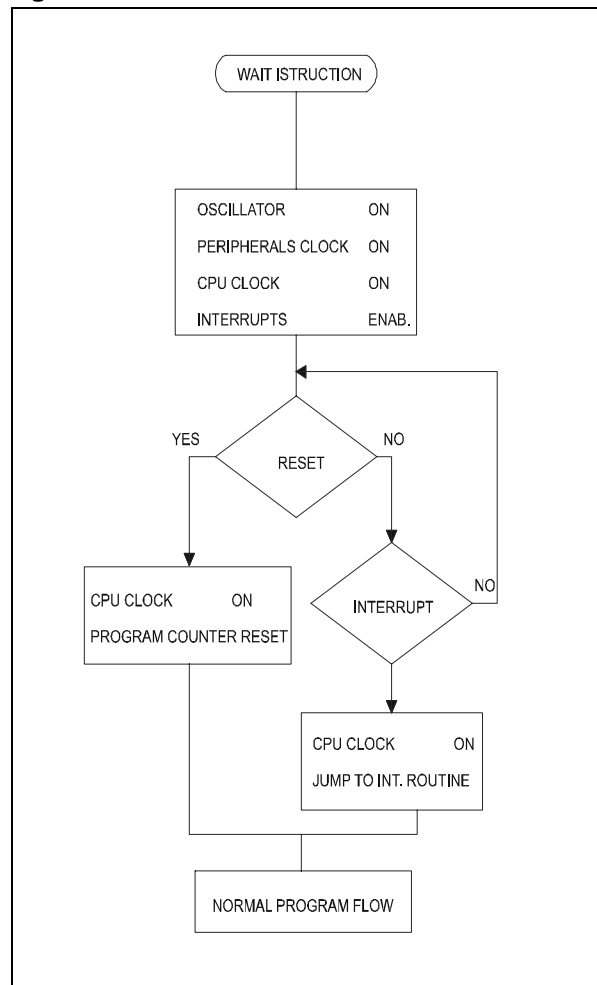 WAIT ISTRUCTION
OSCILLATOR ON
PERIPHERALS CLOCK ON
CPU CLOCK ON
INTERRUPTS ENAB.
YES NO
RESET
CPU CLOCK ON
PROGRAM COUNTER RESET
NO
INTERRUPT
CPU CLOCK ON
JUMP TO INT. ROUTINE
NORMAL PROGRAM FLOW